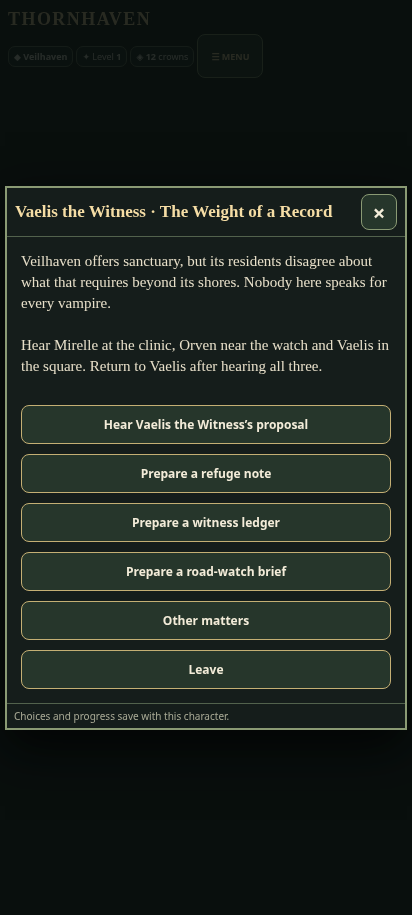 THORNHAVEN
◆ Veilhaven ✦ Level 1 ◈ 12 crowns ☰ MENU
Vaelis the Witness · The Weight of a Record ×
Veilhaven offers sanctuary, but its residents disagree about
what that requires beyond its shores. Nobody here speaks for
every vampire.
Hear Mirelle at the clinic, Orven near the watch and Vaelis in
the square. Return to Vaelis after hearing all three.
Hear Vaelis the Witness’s proposal
Prepare a refuge note
Prepare a witness ledger
Prepare a road-watch brief
Other matters
Leave
Choices and progress save with this character.